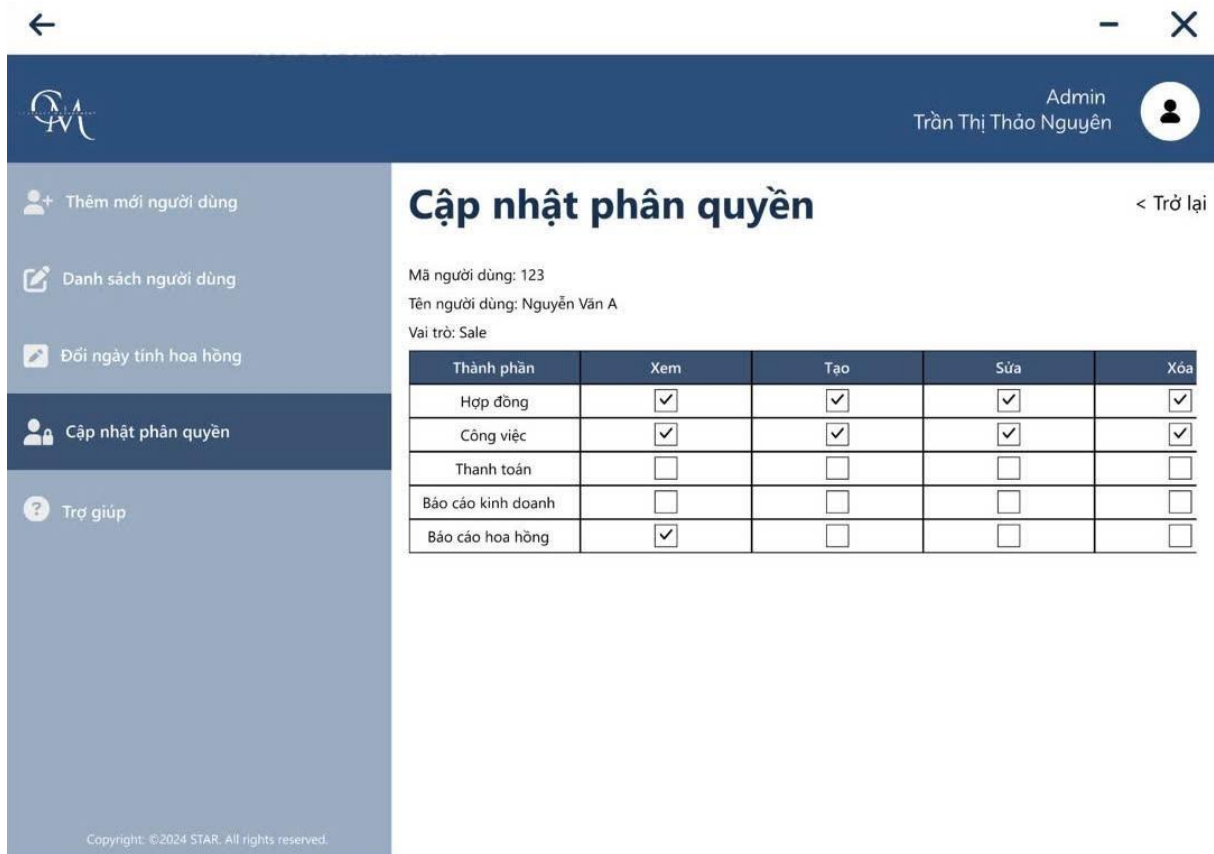 Admin
Trần Thị Thảo Nguyên
Thêm mới người dùng
Danh sách người dùng
Đổi ngày tính hoa hồng
Cập nhật phân quyền
Trợ giúp
Copyright: ©2024 STAR. All rights reserved.
Cập nhật phân quyền
< Trở lại
Mã người dùng: 123
Tên người dùng: Nguyễn Văn A
Vai trò: Sale
Thành phần Xem Tạo Sửa Xóa
Hợp đồng
Công việc
Thanh toán
Báo cáo kinh doanh
Báo cáo hoa hồng